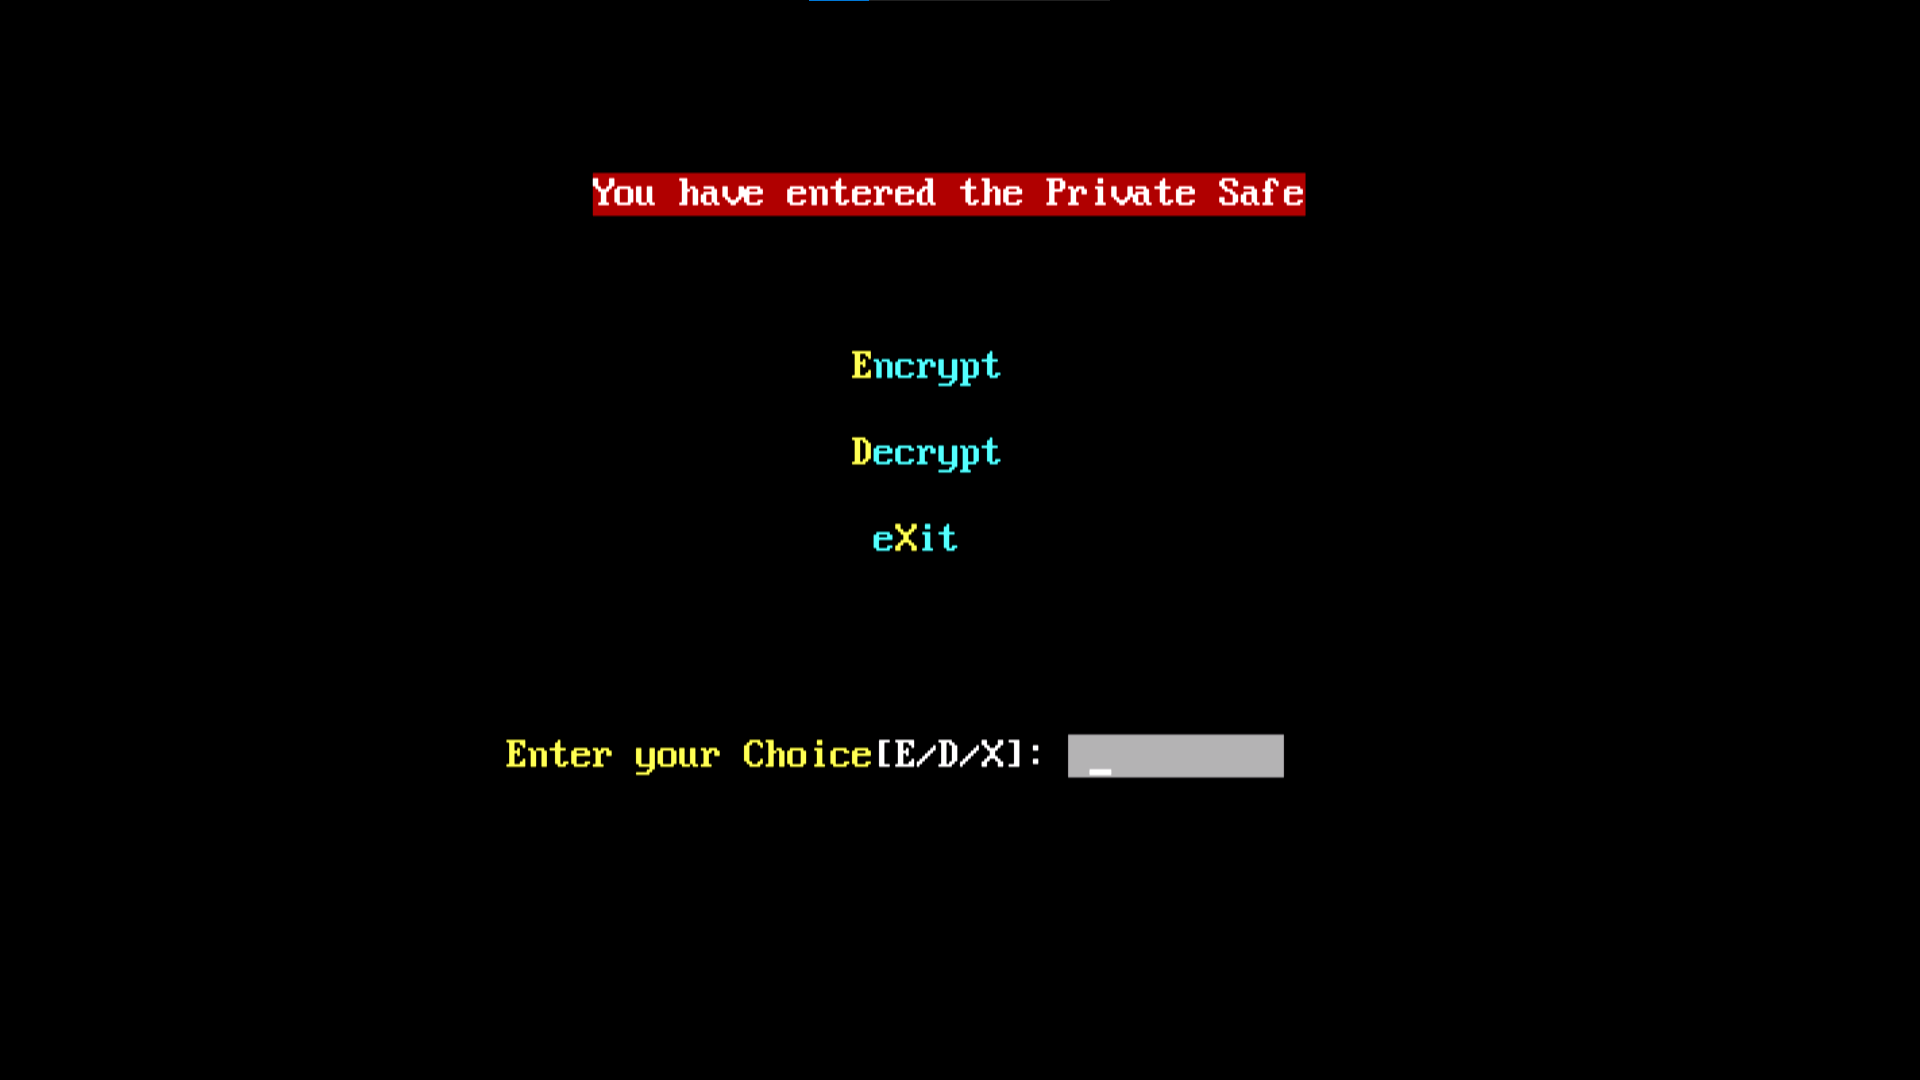 You have entered the Private Safe
Encrypt
Decrypt
eXit
Enter your Choice[E/D/X]: